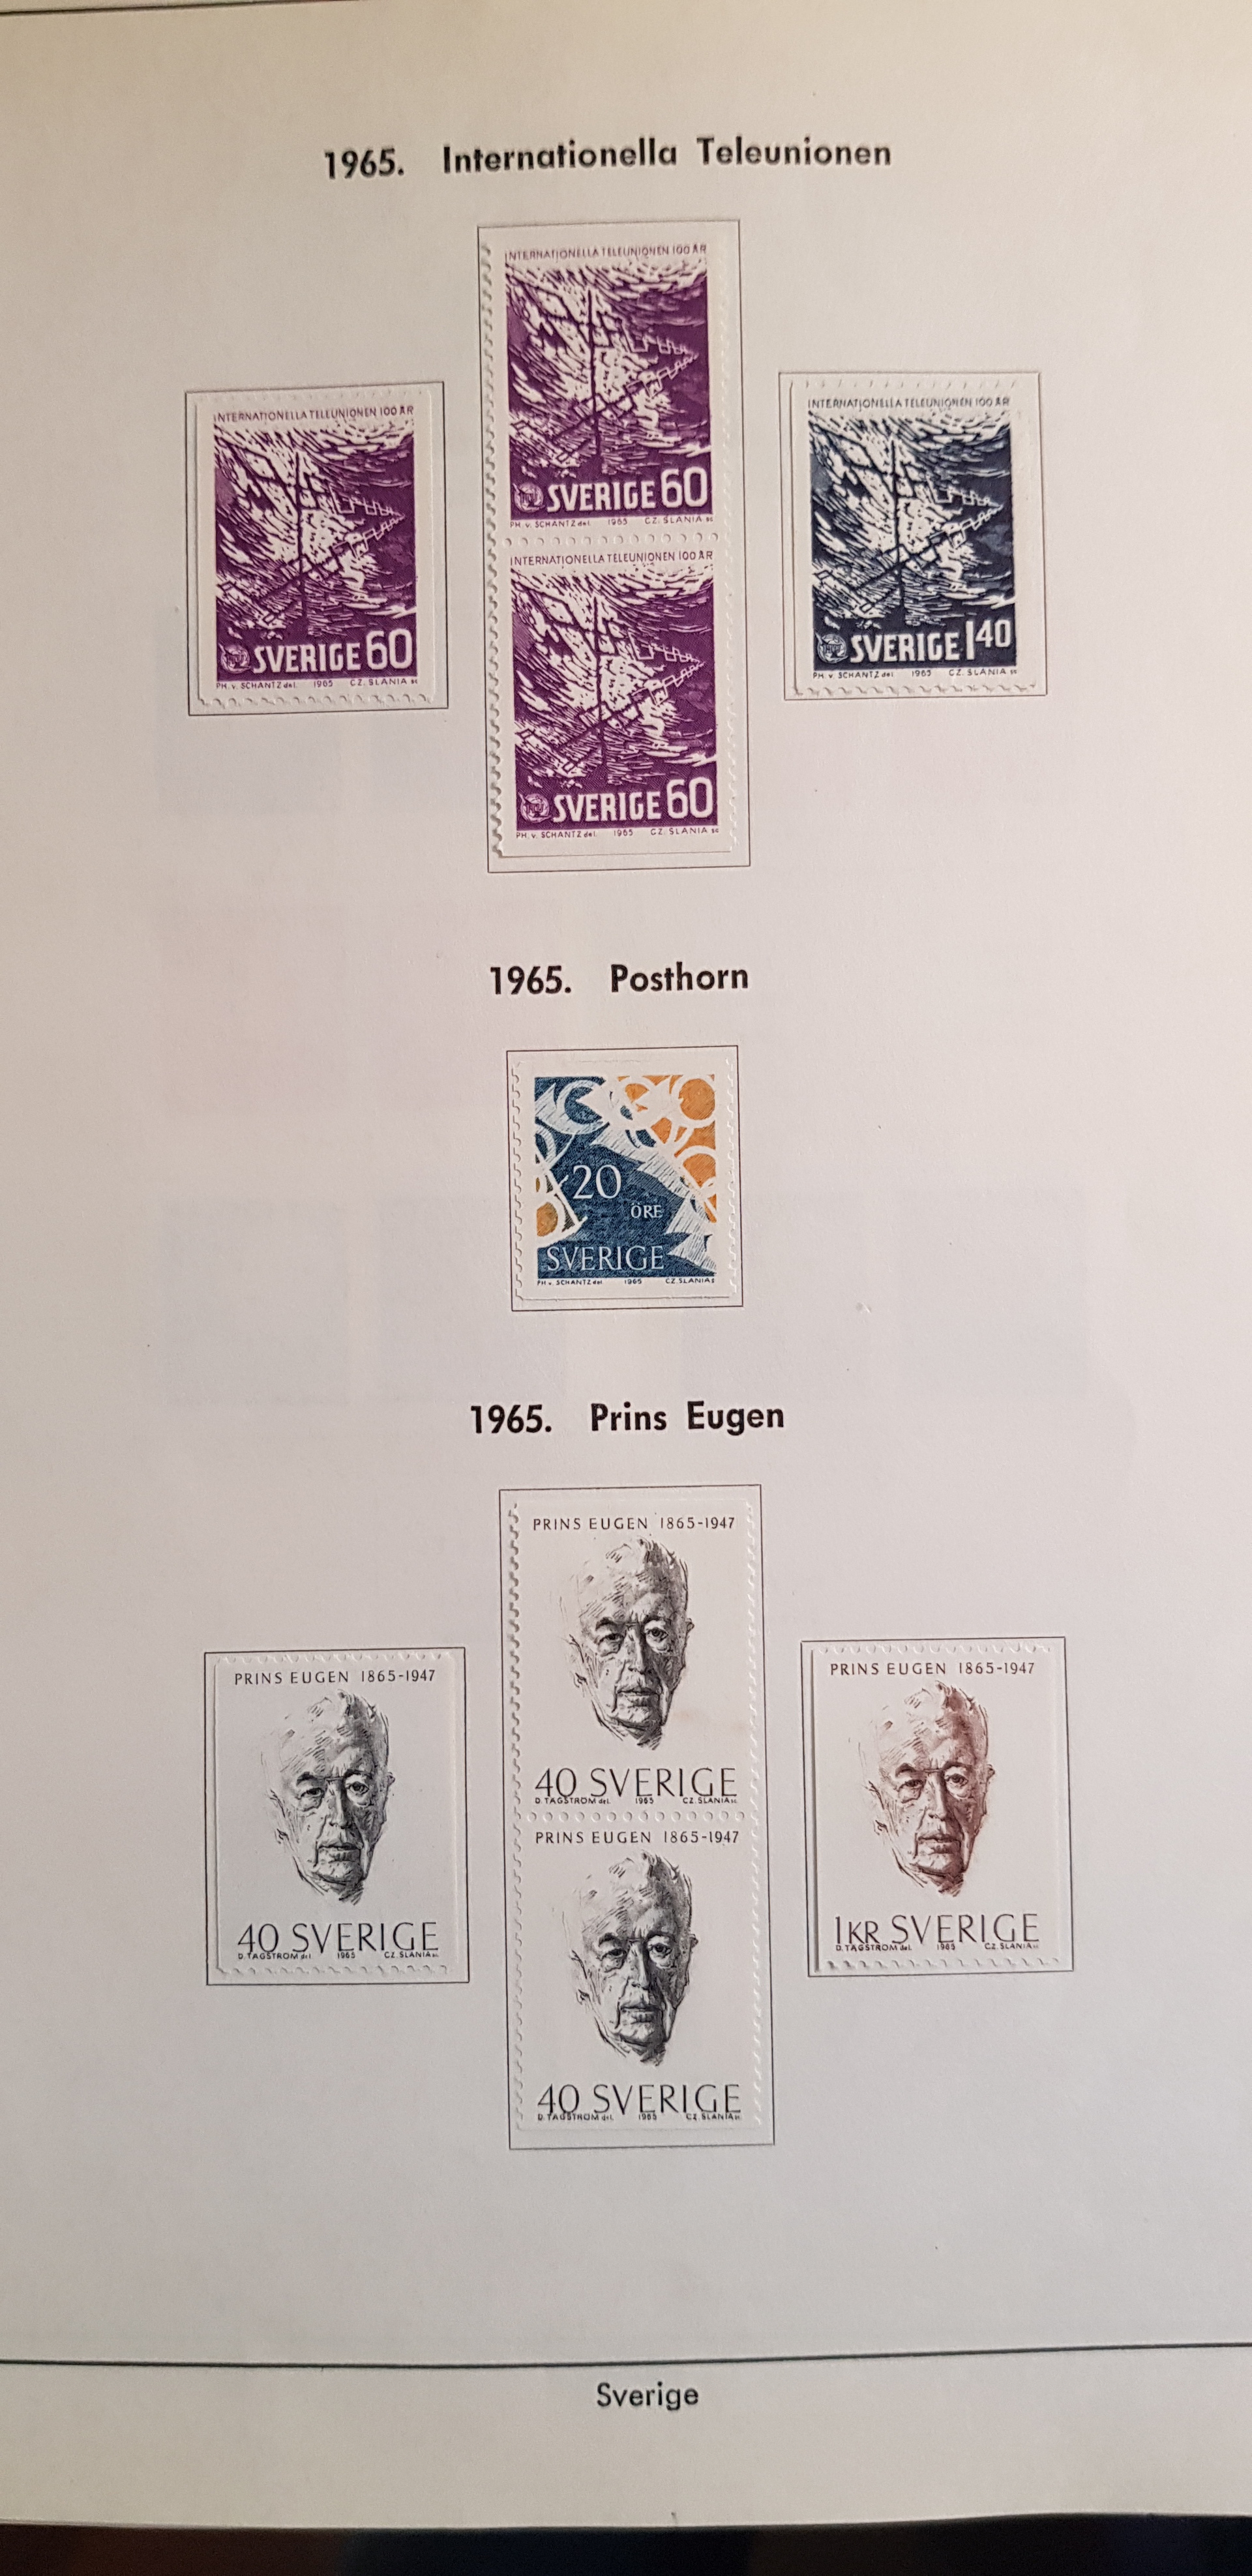 1965. Internationella Teleunionen
INTERNATIONELLA TELEUNIONEN 100 ÅR
SVERIGE 60
PH. v. SCHANTZ del. 1965 CZ. SLANIA sc
INTERNATIONELLA TELEUNIONEN 100 ÅR
SVERIGE 60
PH. v. SCHANTZ del. 1965 CZ. SLANIA sc
INTERNATIONELLA TELEUNIONEN 100 ÅR
SVERIGE 60
PH. v. SCHANTZ del. 1965 CZ. SLANIA sc
INTERNATIONELLA TELEUNIONEN 100 ÅR
SVERIGE 1 40
PH. v. SCHANTZ del. 1965 CZ. SLANIA sc
1965. Posthorn
20
ÖRE
SVERIGE
PH v. SCHANTZ del 1965 CZ. SLANIA s
1965. Prins Eugen
PRINS EUGEN 1865-1947
40 SVERIGE
D. TÄGSTRÖM del. 1965 CZ. SLANIA sc.
PRINS EUGEN 1865-1947
40 SVERIGE
D. TÄGSTRÖM del. 1965 CZ. SLANIA sc.
PRINS EUGEN 1865-1947
40 SVERIGE
D. TÄGSTRÖM del. 1965 CZ. SLANIA sc.
PRINS EUGEN 1865-1947
1 KR SVERIGE
D. TÄGSTRÖM del. 1965 CZ. SLANIA sc.
Sverige